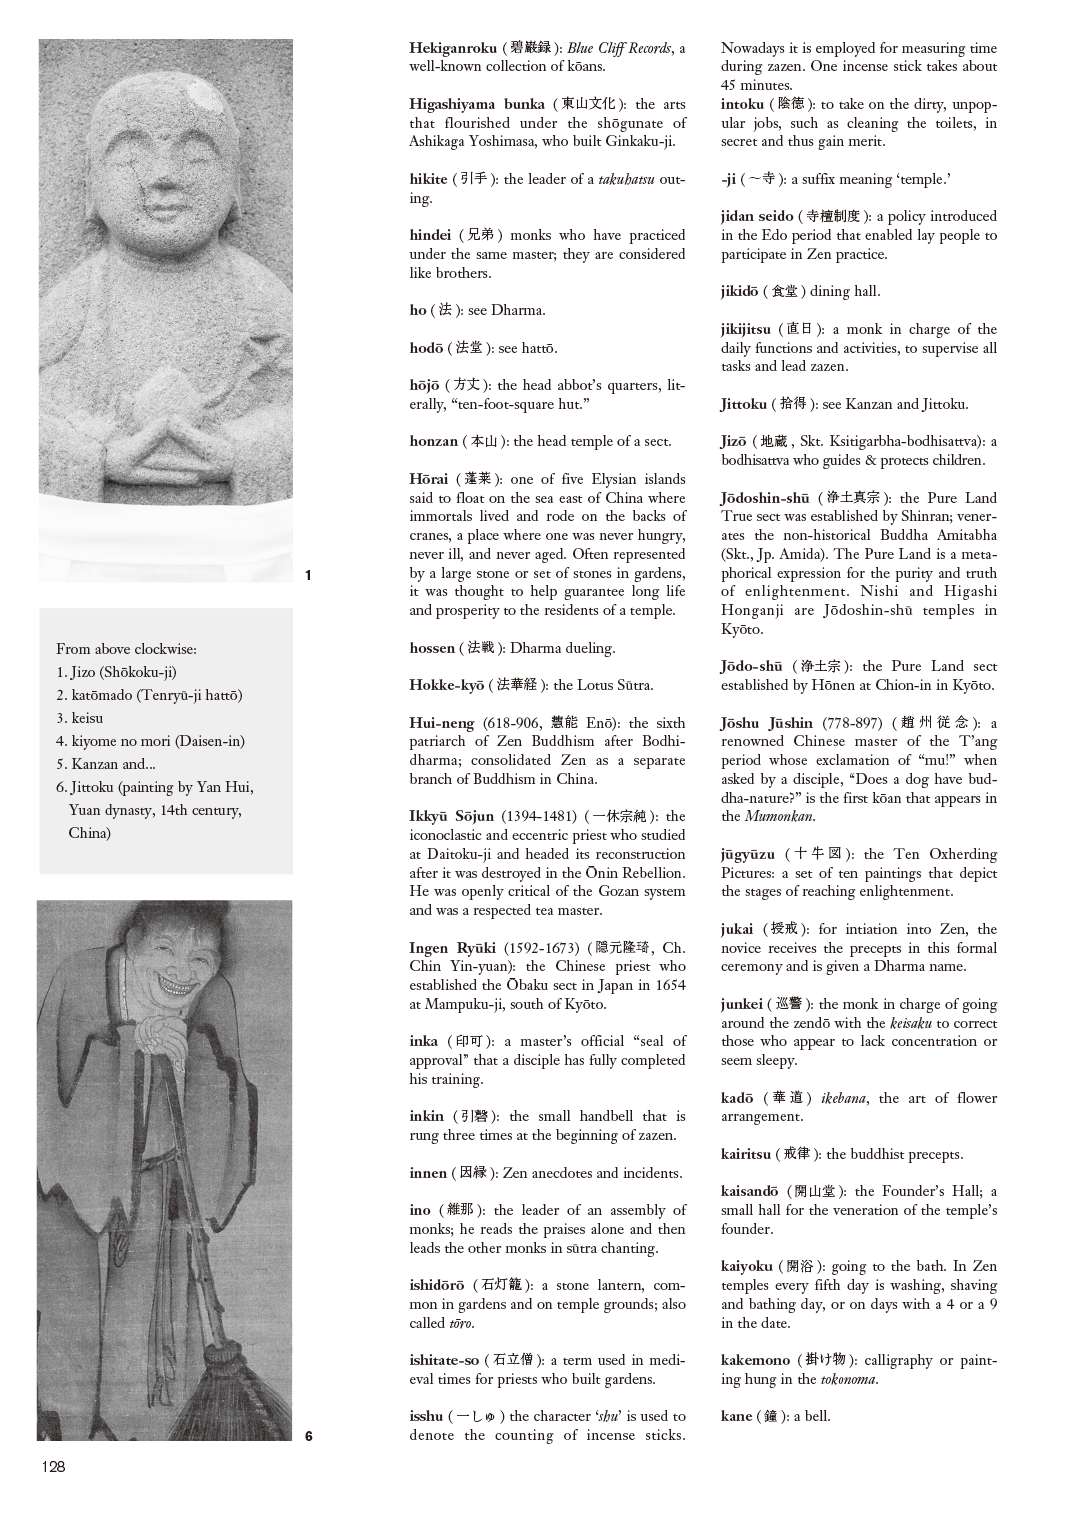 1
From above clockwise:
1. Jizo (Shōkoku-ji)
2. katōmado (Tenryū-ji hattō)
3. keisu
4. kiyome no mori (Daisen-in)
5. Kanzan and...
6. Jittoku (painting by Yan Hui,
Yuan dynasty, 14th century,
China)
6
128
Hekiganroku ( 碧巌録 ): Blue Cliff Records, a
well-known collection of kōans.
Higashiyama bunka ( 東山文化 ): the arts
that flourished under the shōgunate of
Ashikaga Yoshimasa, who built Ginkaku-ji.
hikite ( 引手 ): the leader of a takuhatsu out-
ing.
hindei ( 兄弟 ) monks who have practiced
under the same master; they are considered
like brothers.
ho ( 法 ): see Dharma.
hodō ( 法堂 ): see hattō.
hōjō ( 方丈 ): the head abbot's quarters, lit-
erally, “ten-foot-square hut.”
honzan ( 本山 ): the head temple of a sect.
Hōrai ( 蓬莱 ): one of five Elysian islands
said to float on the sea east of China where
immortals lived and rode on the backs of
cranes, a place where one was never hungry,
never ill, and never aged. Often represented
by a large stone or set of stones in gardens,
it was thought to help guarantee long life
and prosperity to the residents of a temple.
hossen ( 法戦 ): Dharma dueling.
Hokke-kyō ( 法華経 ): the Lotus Sūtra.
Hui-neng (618-906, 慧能 Enō): the sixth
patriarch of Zen Buddhism after Bodhi-
dharma; consolidated Zen as a separate
branch of Buddhism in China.
Ikkyū Sōjun (1394-1481) ( 一休宗純 ): the
iconoclastic and eccentric priest who studied
at Daitoku-ji and headed its reconstruction
after it was destroyed in the Ōnin Rebellion.
He was openly critical of the Gozan system
and was a respected tea master.
Ingen Ryūki (1592-1673) ( 隠元隆琦, Ch.
Chin Yin-yuan): the Chinese priest who
established the Ōbaku sect in Japan in 1654
at Mampuku-ji, south of Kyōto.
inka ( 印可 ): a master's official “seal of
approval” that a disciple has fully completed
his training.
inkin ( 引磬 ): the small handbell that is
rung three times at the beginning of zazen.
innen ( 因縁 ): Zen anecdotes and incidents.
ino ( 維那 ): the leader of an assembly of
monks; he reads the praises alone and then
leads the other monks in sūtra chanting.
ishidōrō ( 石灯籠 ): a stone lantern, com-
mon in gardens and on temple grounds; also
called tōro.
ishitate-so ( 石立僧 ): a term used in medi-
eval times for priests who built gardens.
isshu ( 一しゅ ) the character ‘shu’ is used to
denote the counting of incense sticks.
Nowadays it is employed for measuring time
during zazen. One incense stick takes about
45 minutes.
intoku ( 陰徳 ): to take on the dirty, unpop-
ular jobs, such as cleaning the toilets, in
secret and thus gain merit.
-ji ( ～寺 ): a suffix meaning ‘temple.’
jidan seido ( 寺檀制度 ): a policy introduced
in the Edo period that enabled lay people to
participate in Zen practice.
jikidō ( 食堂 ) dining hall.
jikijitsu ( 直日 ): a monk in charge of the
daily functions and activities, to supervise all
tasks and lead zazen.
Jittoku ( 拾得 ): see Kanzan and Jittoku.
Jizō ( 地蔵 , Skt. Ksitigarbha-bodhisattva): a
bodhisattva who guides & protects children.
Jōdoshin-shū ( 浄土真宗 ): the Pure Land
True sect was established by Shinran; vener-
ates the non-historical Buddha Amitabha
(Skt., Jp. Amida). The Pure Land is a meta-
phorical expression for the purity and truth
of enlightenment. Nishi and Higashi
Honganji are Jōdoshin-shū temples in
Kyōto.
Jōdo-shū ( 浄土宗 ): the Pure Land sect
established by Hōnen at Chion-in in Kyōto.
Jōshu Jūshin (778-897) ( 趙州従念 ): a
renowned Chinese master of the T'ang
period whose exclamation of “mu!” when
asked by a disciple, “Does a dog have bud-
dha-nature?” is the first kōan that appears in
the Mumonkan.
jūgyūzu ( 十牛図 ): the Ten Oxherding
Pictures: a set of ten paintings that depict
the stages of reaching enlightenment.
jukai ( 授戒 ): for intiation into Zen, the
novice receives the precepts in this formal
ceremony and is given a Dharma name.
junkei ( 巡警 ): the monk in charge of going
around the zendō with the keisaku to correct
those who appear to lack concentration or
seem sleepy.
kadō ( 華道 ) ikebana, the art of flower
arrangement.
kairitsu ( 戒律 ): the buddhist precepts.
kaisandō ( 開山堂 ): the Founder's Hall; a
small hall for the veneration of the temple's
founder.
kaiyoku ( 開浴 ): going to the bath. In Zen
temples every fifth day is washing, shaving
and bathing day, or on days with a 4 or a 9
in the date.
kakemono ( 掛け物 ): calligraphy or paint-
ing hung in the tokonoma.
kane ( 鐘 ): a bell.